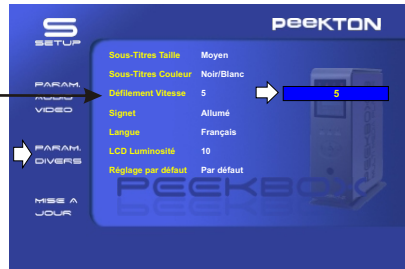 PEEKTON
SETUP
Sous-Titres Taille Moyen
Sous-Titres Couleur Noir/Blanc
PARAM.
AUDIO
VIDEO
Défilement Vitesse 5
5
Signet Allumé
Langue Français
PARAM.
DIVERS
LCD Luminosité 10
Réglage par défaut Par défaut
PEEKBOX
MISE A
JOUR